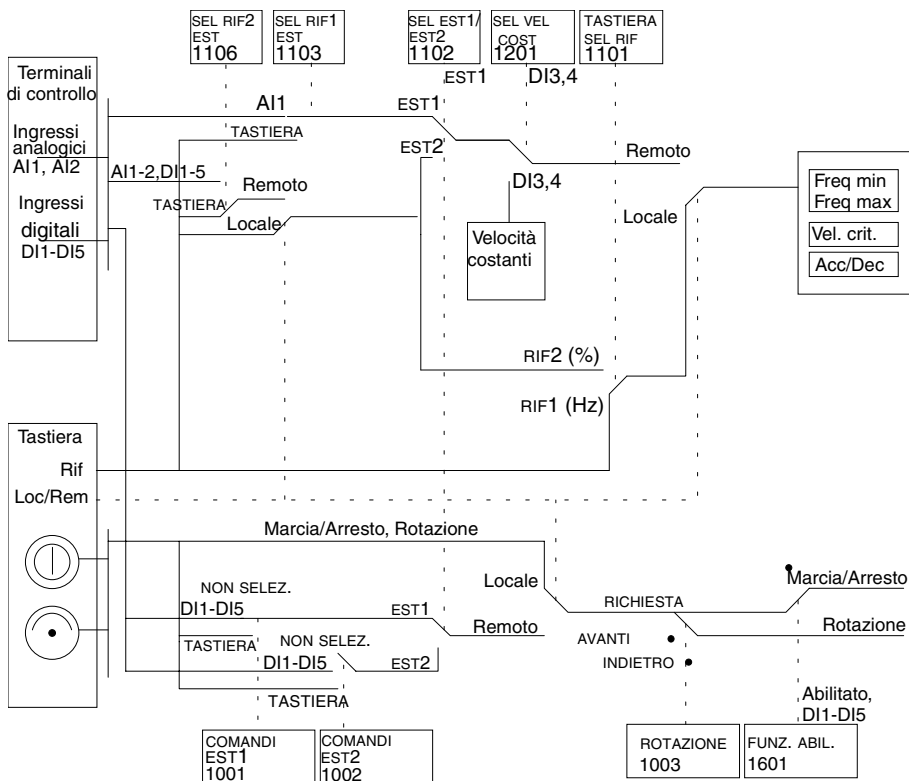 SEL RIF2
EST
1106
SEL RIF1
EST
1103
SEL EST1/
EST2
1102
SEL VEL
COST
1201
TASTIERA
SEL RIF
1101
EST1
DI3,4
Terminali
di controllo
Ingressi
analogici
AI1, AI2
Ingressi
digitali
DI1-DI5
AI1
EST1
TASTIERA
EST2
Remoto
AI1-2,DI1-5
Remoto
DI3,4
TASTIERA
Locale
Locale
Velocità
costanti
Freq min
Freq max
Vel. crit.
Acc/Dec
RIF2 (%)
RIF1 (Hz)
Tastiera
Rif
Loc/Rem
Marcia/Arresto, Rotazione
Locale
Marcia/Arresto
NON SELEZ.
DI1-DI5
EST1
RICHIESTA
Remoto
Rotazione
TASTIERA
NON SELEZ.
AVANTI
DI1-DI5
EST2
INDIETRO
TASTIERA
Abilitato,
DI1-DI5
COMANDI
EST1
1001
COMANDI
EST2
1002
ROTAZIONE
1003
FUNZ. ABIL.
1601